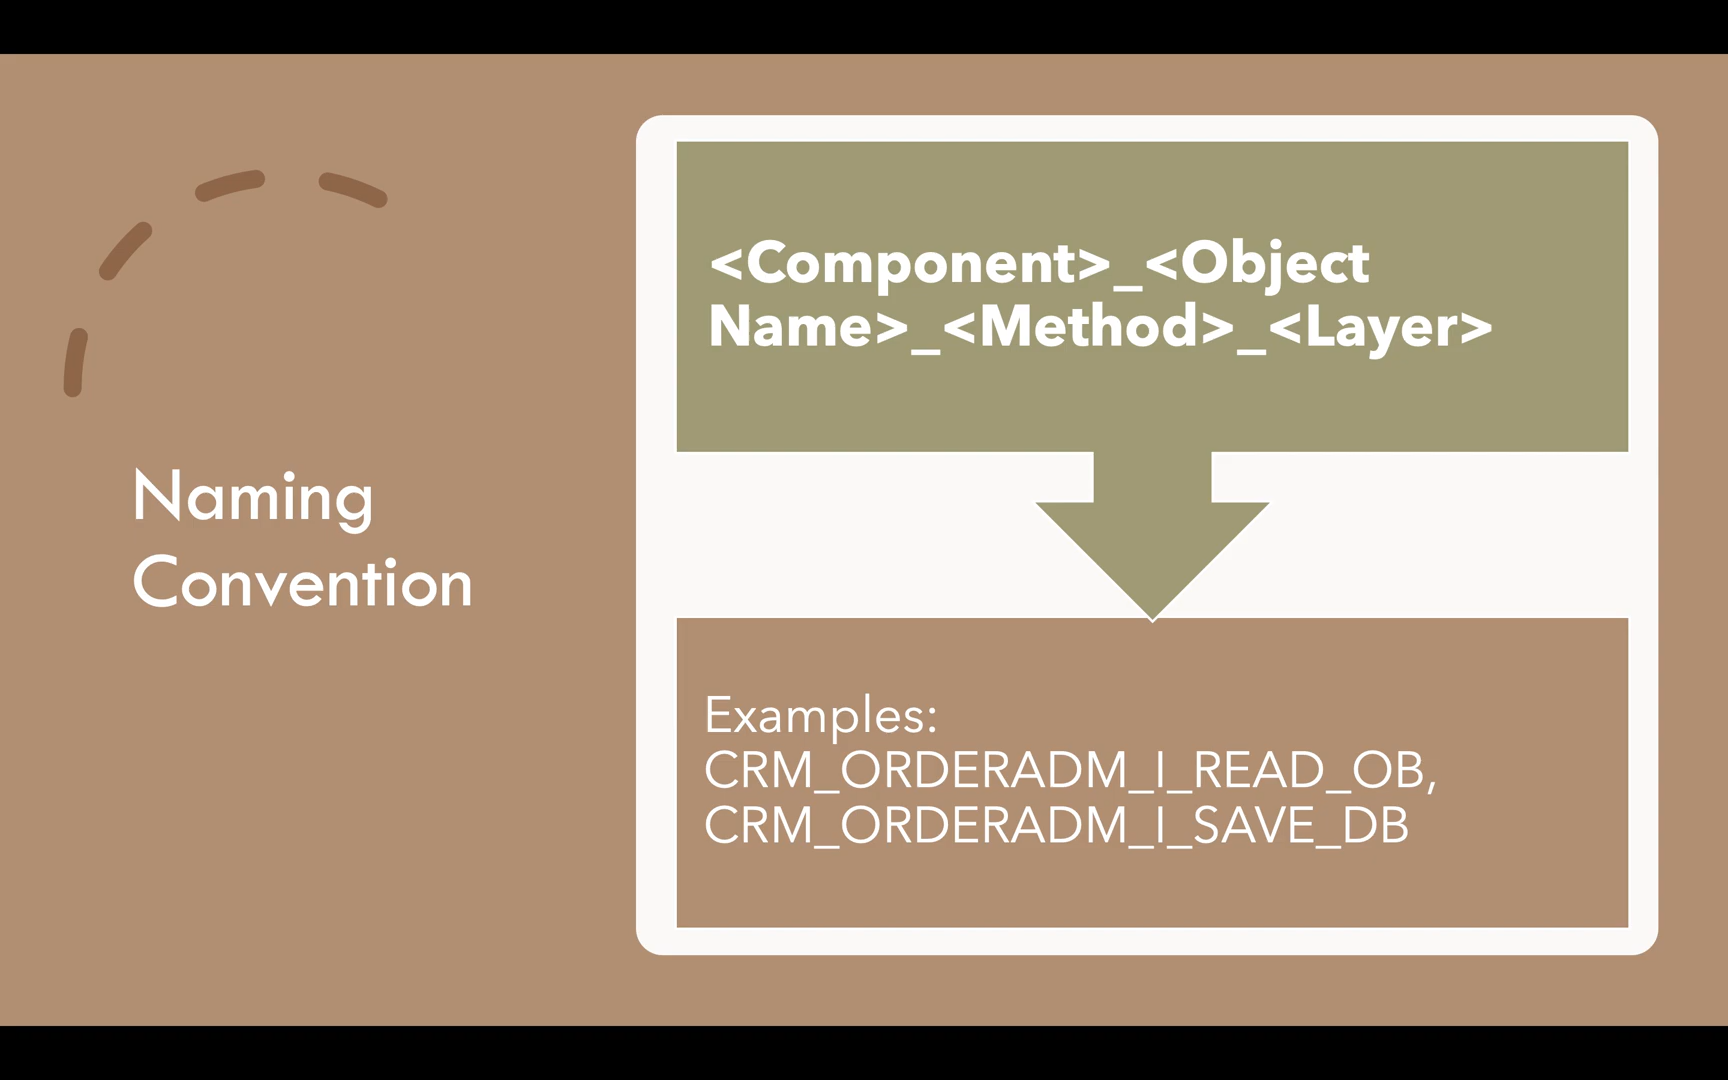 Naming
Convention
<Component>_<Object
Name>_<Method>_<Layer>
Examples:
CRM_ORDERADM_I_READ_OB,
CRM_ORDERADM_I_SAVE_DB